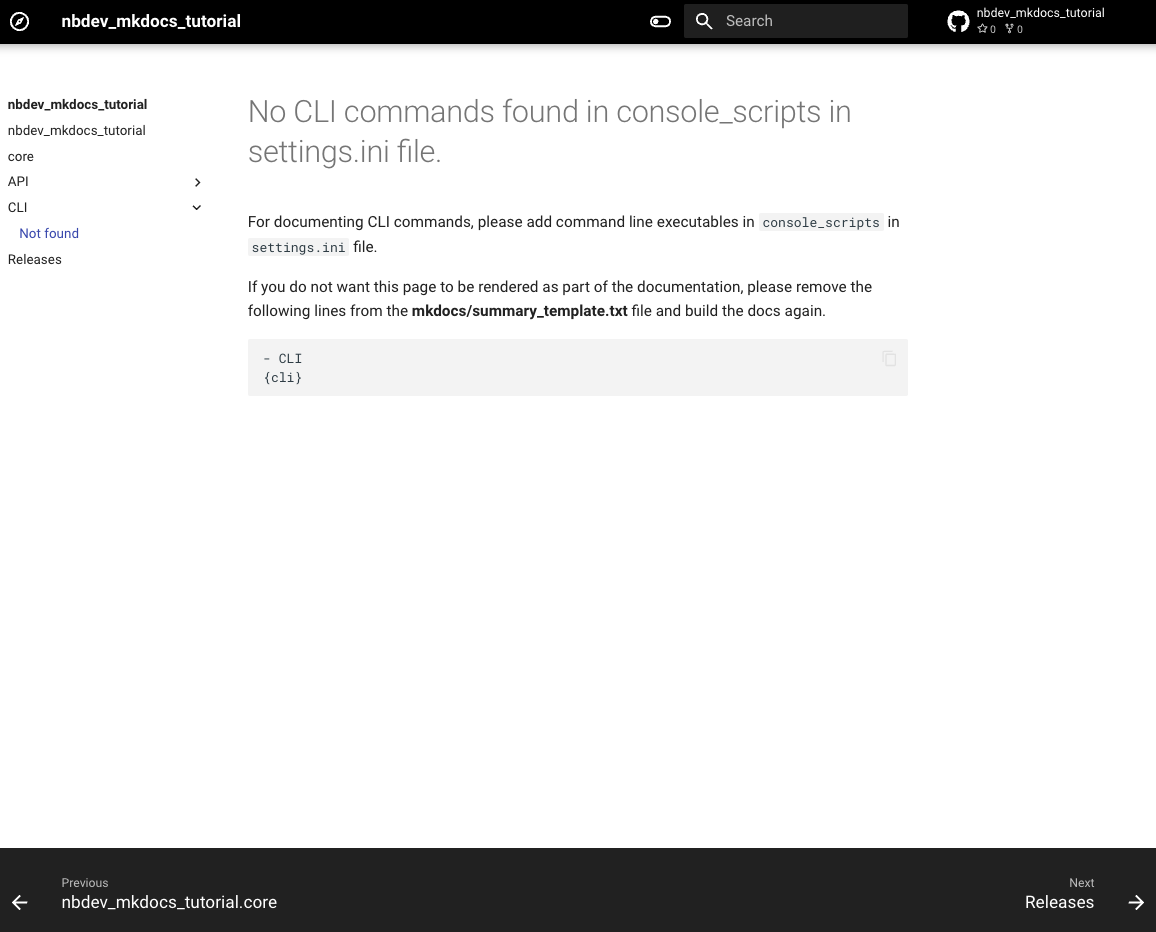 nbdev_mkdocs_tutorial
Search
nbdev_mkdocs_tutorial
0 0
nbdev_mkdocs_tutorial
nbdev_mkdocs_tutorial
core
API
CLI
Not found
Releases
No CLI commands found in console_scripts in
settings.ini file.
For documenting CLI commands, please add command line executables in console_scripts in
settings.ini file.
If you do not want this page to be rendered as part of the documentation, please remove the
following lines from the mkdocs/summary_template.txt file and build the docs again.
- CLI
{cli}
Previous
nbdev_mkdocs_tutorial.core
Next
Releases